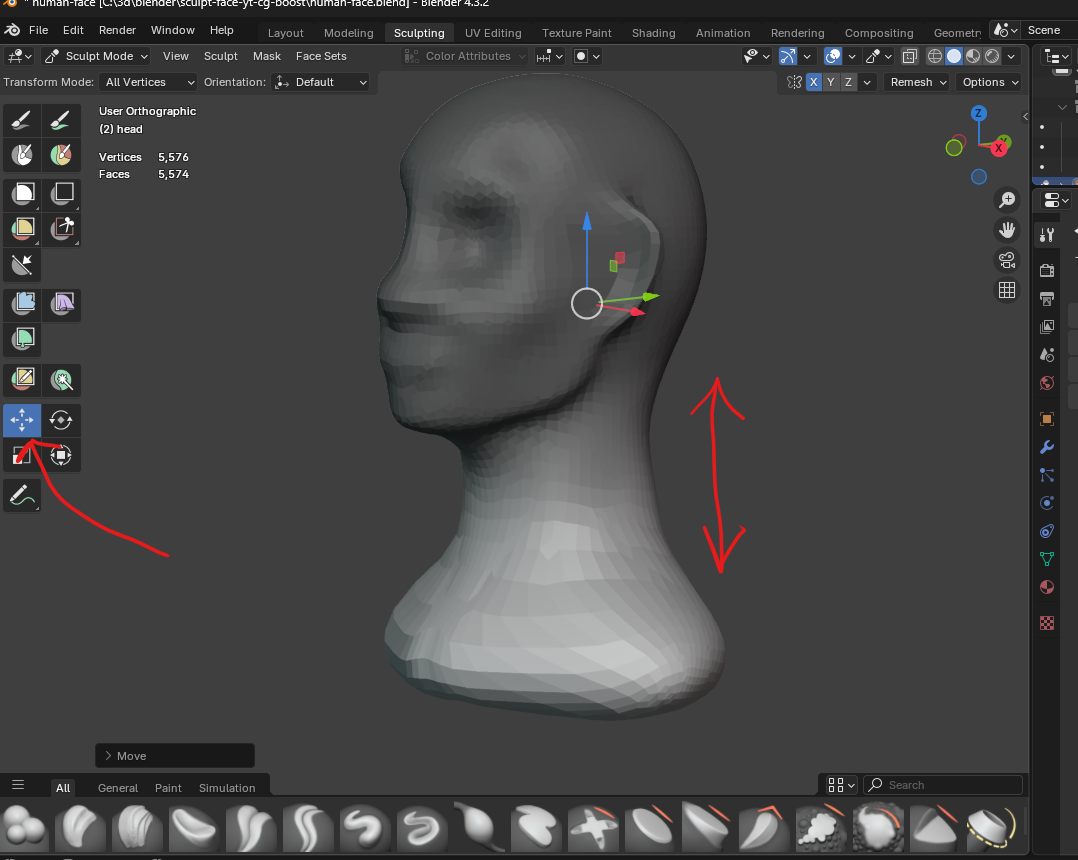 * human-face [C:\3d\blender\sculpt-face-yt-cg-boost\human-face.blend] - Blender 4.3.2
File Edit Render Window Help Layout Modeling Sculpting UV Editing Texture Paint Shading Animation Rendering Compositing Geometry Scene
Sculpt Mode View Sculpt Mask Face Sets Color Attributes
Transform Mode: All Vertices Orientation: Default X Y Z Remesh Options
User Orthographic
(2) head
Vertices 5,576
Faces 5,574
Z
Y
X
> Move
All General Paint Simulation Search